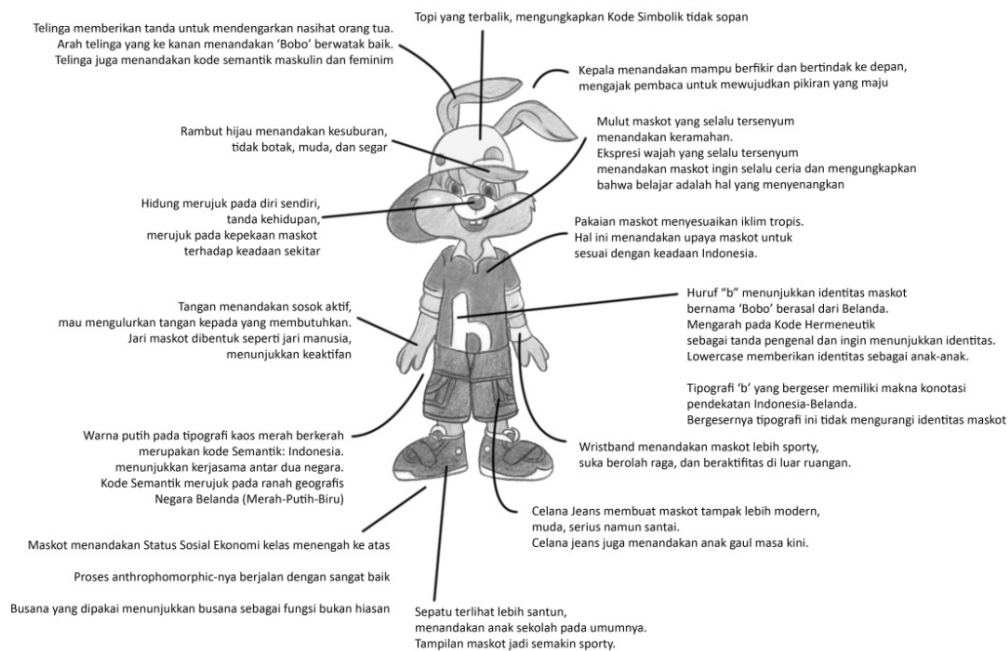 Topi yang terbalik, mengungkapkan Kode Simbolik tidak sopan
Telinga memberikan tanda untuk mendengarkan nasihat orang tua.
Arah telinga yang ke kanan menandakan 'Bobo' berwatak baik.
Telinga juga menandakan kode semantik maskulin dan feminim
Kepala menandakan mampu berfikir dan bertindak ke depan,
mengajak pembaca untuk mewujudkan pikiran yang maju
Rambut hijau menandakan kesuburan,
tidak botak, muda, dan segar
Mulut maskot yang selalu tersenyum
menandakan keramahan.
Ekspresi wajah yang selalu tersenyum
menandakan maskot ingin selalu ceria dan mengungkapkan
bahwa belajar adalah hal yang menyenangkan
Hidung merujuk pada diri sendiri,
tanda kehidupan,
merujuk pada kepekaan maskot
terhadap keadaan sekitar
Pakaian maskot menyesuaikan iklim tropis.
Hal ini menandakan upaya maskot untuk
sesuai dengan keadaan Indonesia.
Tangan menandakan sosok aktif,
mau mengulurkan tangan kepada yang membutuhkan.
Jari maskot dibentuk seperti jari manusia,
menunjukkan keaktifan
Huruf "b" menunjukkan identitas maskot
bernama 'Bobo' berasal dari Belanda.
Mengarah pada Kode Hermeneutik
sebagai tanda pengenal dan ingin menunjukkan identitas.
Lowercase memberikan identitas sebagai anak-anak.
Tipografi 'b' yang bergeser memiliki makna konotasi
pendekatan Indonesia-Belanda.
Bergesernya tipografi ini tidak mengurangi identitas maskot
b
Warna putih pada tipografi kaos merah berkerah
merupakan kode Semantik: Indonesia.
menunjukkan kerjasama antar dua negara.
Kode Semantik merujuk pada ranah geografis
Negara Belanda (Merah-Putih-Biru)
Wristband menandakan maskot lebih sporty,
suka berolah raga, dan beraktifitas di luar ruangan.
Celana Jeans membuat maskot tampak lebih modern,
muda, serius namun santai.
Celana jeans juga menandakan anak gaul masa kini.
Maskot menandakan Status Sosial Ekonomi kelas menengah ke atas
Proses anthrophomorphic-nya berjalan dengan sangat baik
Busana yang dipakai menunjukkan busana sebagai fungsi bukan hiasan
Sepatu terlihat lebih santun,
menandakan anak sekolah pada umumnya.
Tampilan maskot jadi semakin sporty.